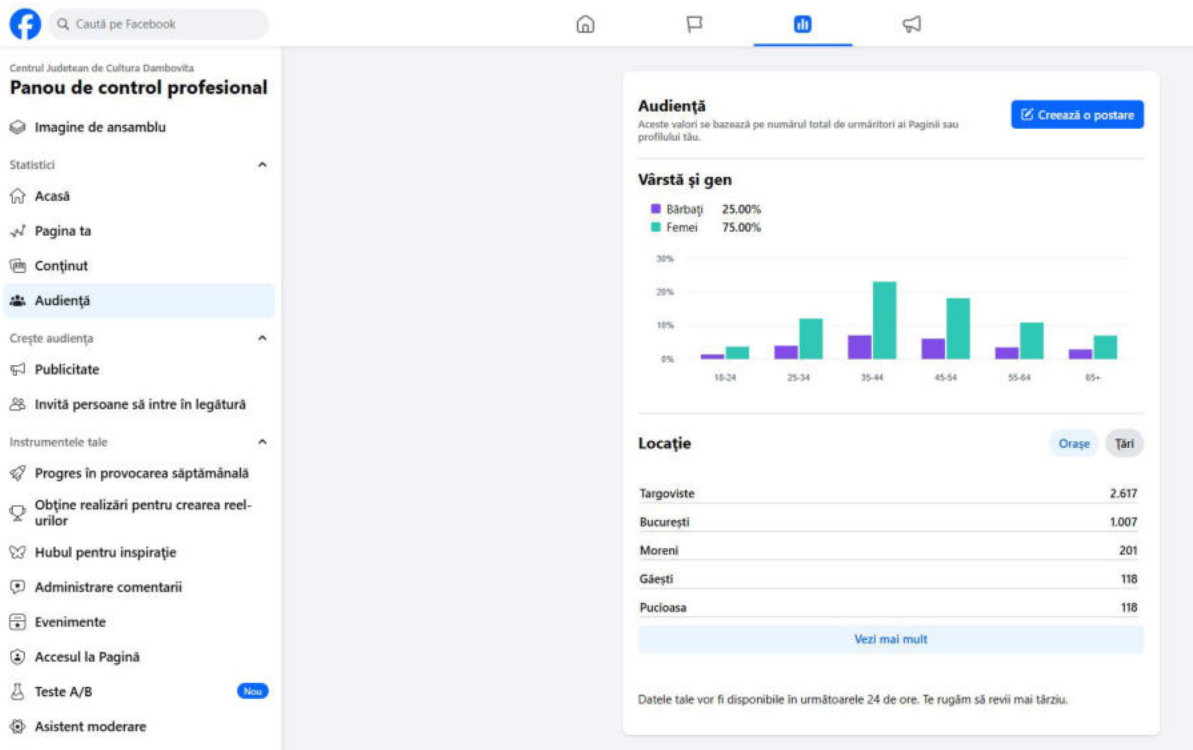 Caută pe Facebook
Centrul Judetean de Cultura Dambovita
Panou de control profesional
Imagine de ansamblu
Statistici
Acasă
Pagina ta
Conținut
Audiență
Crește audiența
Publicitate
Invită persoane să intre în legătură
Instrumentele tale
Progres în provocarea săptămânală
Obține realizări pentru crearea reel-
urilor
Hubul pentru inspirație
Administrare comentarii
Evenimente
Accesul la Pagină
Teste A/B
Nou
Asistent moderare
Audiență
Aceste valori se bazează pe numărul total de urmăritori ai Paginii sau
profilului tău.
Creează o postare
Vârstă și gen
Bărbați 25.00%
Femei 75.00%
30%
20%
10%
0%
18-24 25-34 35-44 45-54 55-64 65+
Locație
Orașe Țări
Targoviste 2.617
București 1.007
Moreni 201
Găești 118
Pucioasa 118
Vezi mai mult
Datele tale vor fi disponibile în următoarele 24 de ore. Te rugăm să revii mai târziu.